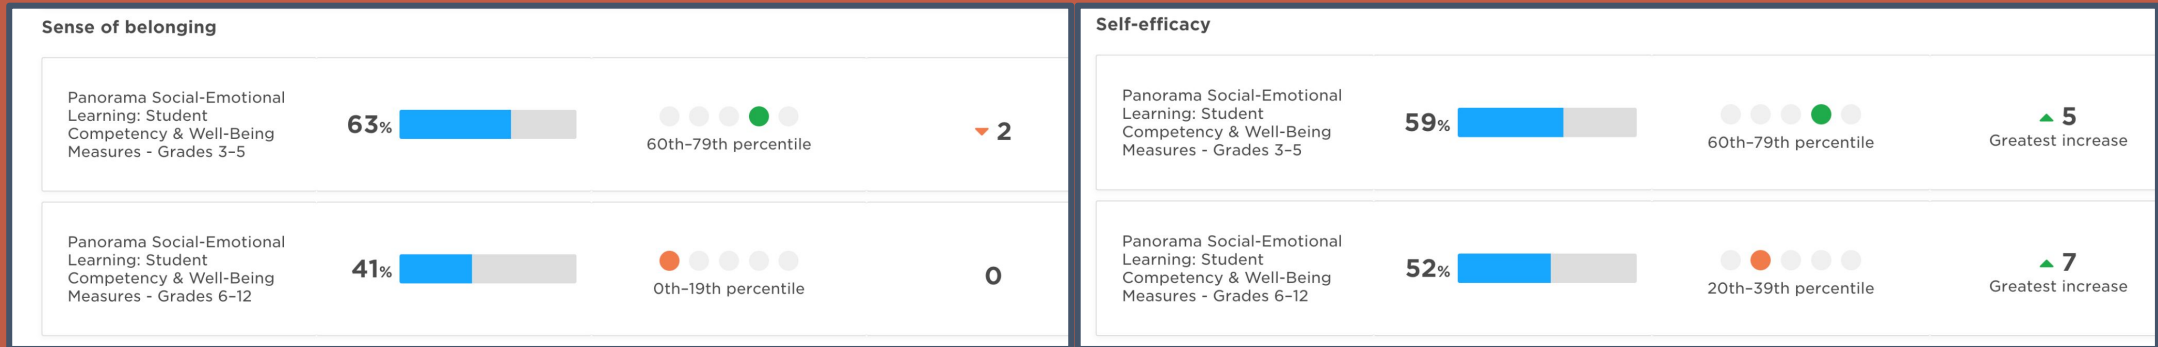 Sense of belonging
Panorama Social-Emotional
Learning: Student
Competency & Well-Being
Measures - Grades 3–5
63%
60th–79th percentile
2
Panorama Social-Emotional
Learning: Student
Competency & Well-Being
Measures - Grades 6–12
41%
0th–19th percentile
0
Self-efficacy
Panorama Social-Emotional
Learning: Student
Competency & Well-Being
Measures - Grades 3–5
59%
60th–79th percentile
5
Greatest increase
Panorama Social-Emotional
Learning: Student
Competency & Well-Being
Measures - Grades 6–12
52%
20th–39th percentile
7
Greatest increase